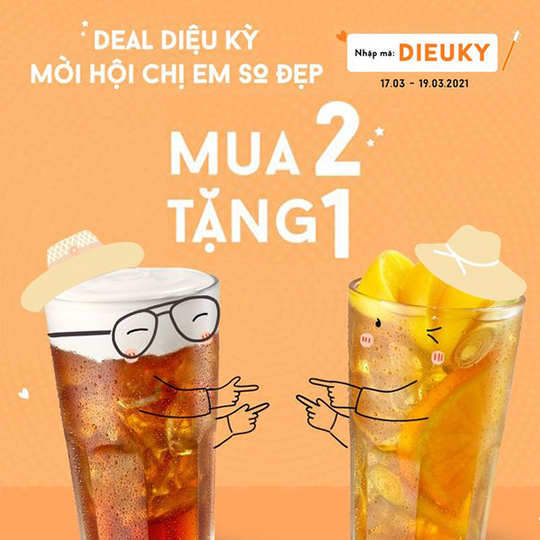 DEAL DIỆU KỲ
MỜI HỘI CHỊ EM SO ĐẸP
Nhập mã: DIEUKY
17.03 - 19.03.2021
MUA 2
TẶNG 1